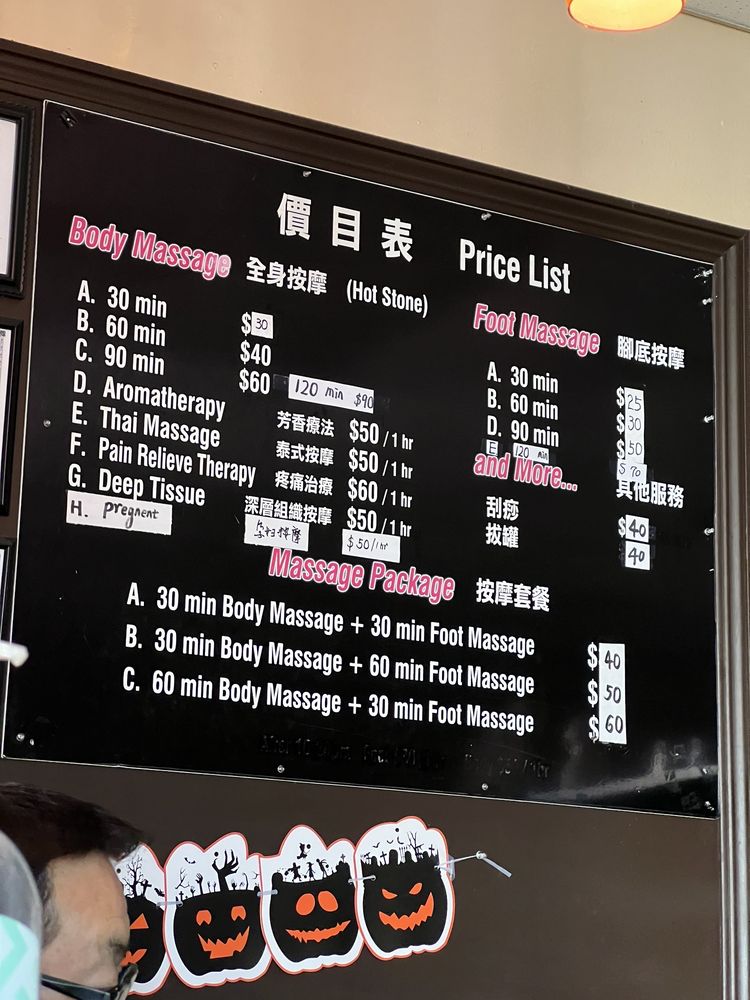 價目表 Price List
Body Massage 全身按摩 (Hot Stone)
A. 30 min $30
B. 60 min $40
C. 90 min $60 120 min $90
D. Aromatherapy 芳香療法 $50 / 1 hr
E. Thai Massage 泰式按摩 $50 / 1 hr
F. Pain Relieve Therapy 疼痛治療 $60 / 1 hr
G. Deep Tissue 深層組織按摩 $50 / 1 hr
H. pregnent 孕妇按摩 $50/1hr
Foot Massage 腳底按摩
A. 30 min $25
B. 60 min $30
D. 90 min $50
E 120 min $70
and More... 其他服務
刮痧 $40
拔罐 40
Massage Package 按摩套餐
A. 30 min Body Massage + 30 min Foot Massage $40
B. 30 min Body Massage + 60 min Foot Massage $50
C. 60 min Body Massage + 30 min Foot Massage $60